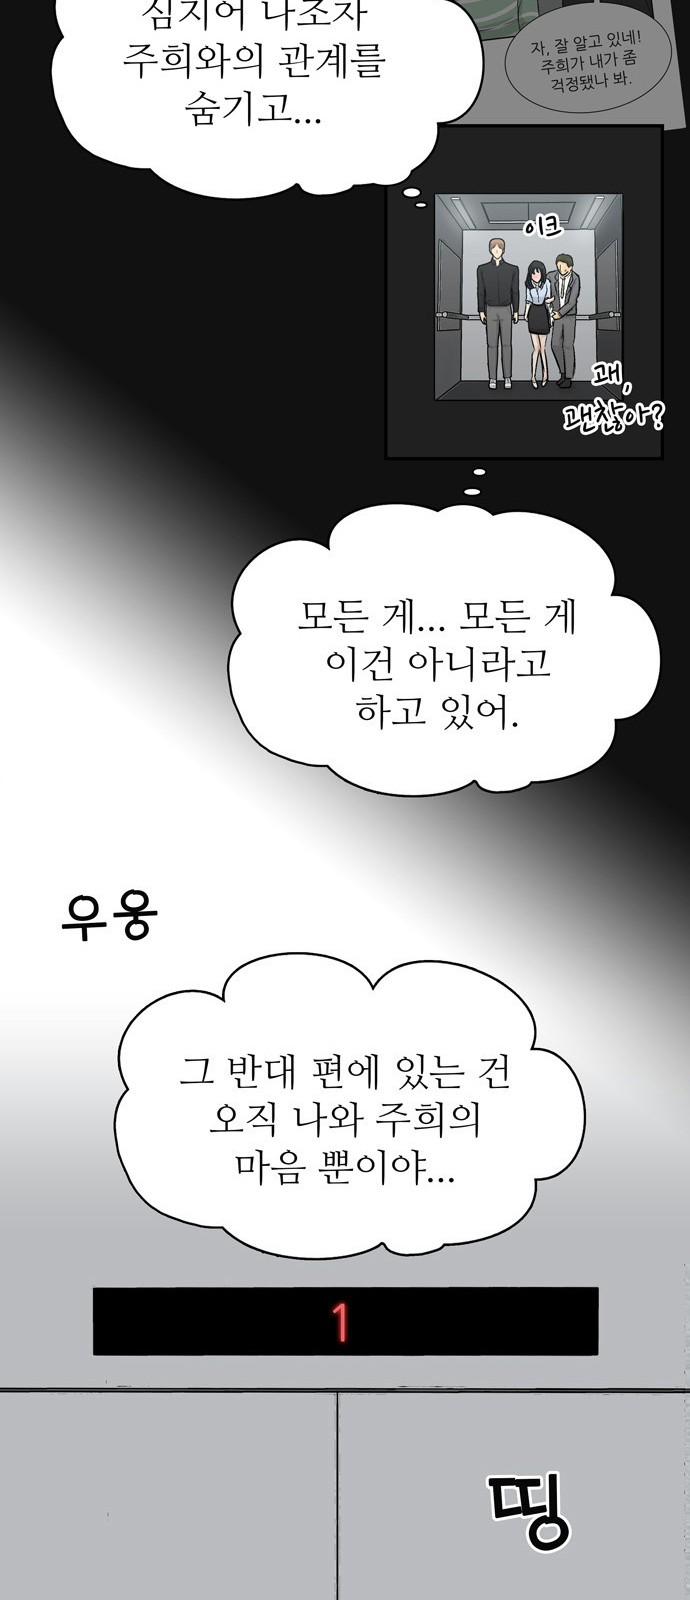 심지어 나조차
주희와의 관계를
숨기고...
자, 잘 알고 있네!
주희가 내가 좀
걱정됐나 봐.
이크
괘,
괜찮아?
모든 게... 모든 게
이건 아니라고
하고 있어.
우웅
그 반대 편에 있는 건
오직 나와 주희의
마음 뿐이야...
1
띵